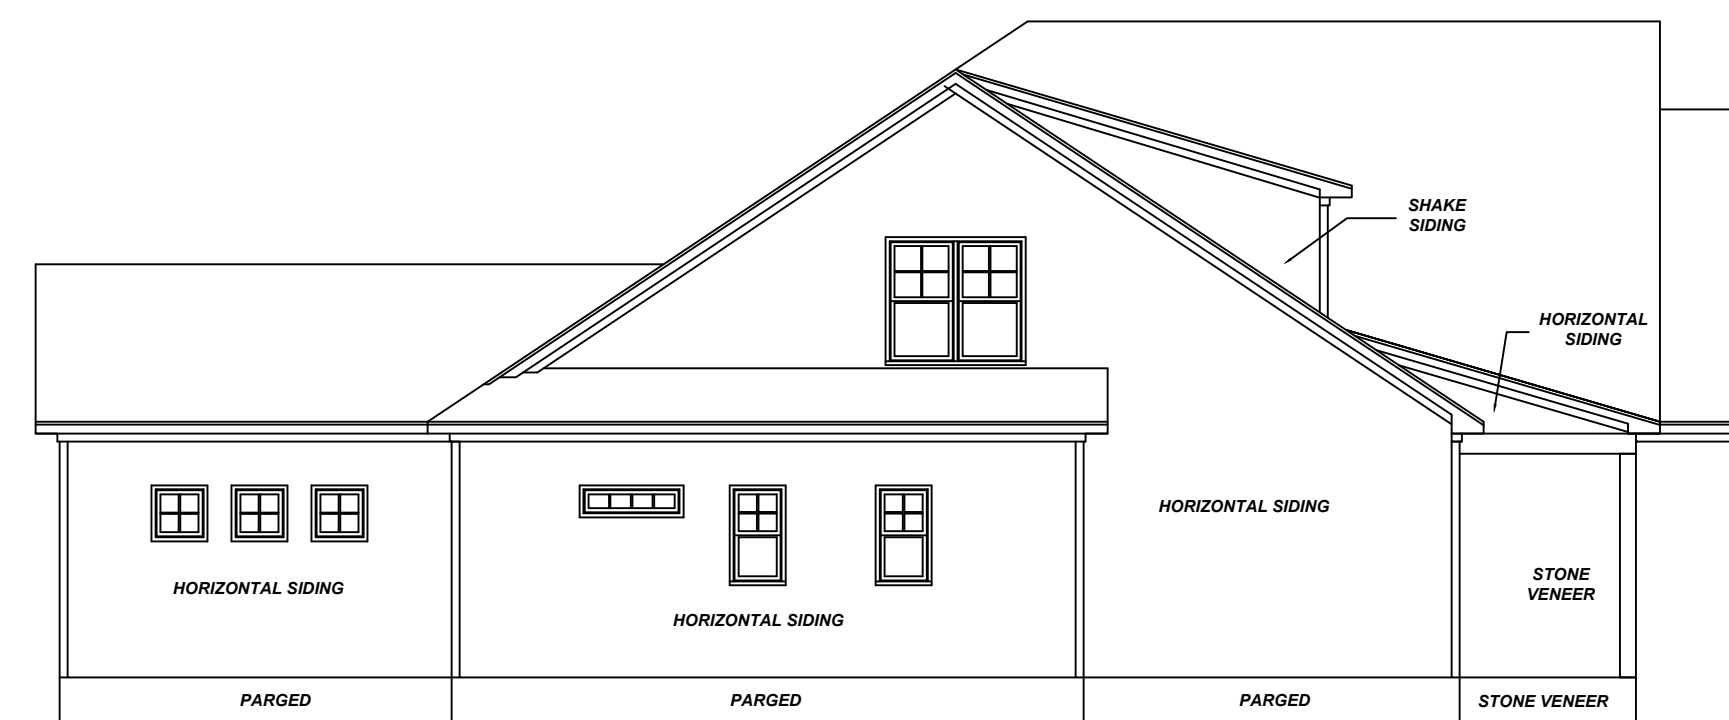 SHAKE
SIDING
HORIZONTAL
SIDING
HORIZONTAL SIDING
STONE
VENEER
HORIZONTAL SIDING
HORIZONTAL SIDING
PARGED
PARGED
PARGED
STONE VENEER